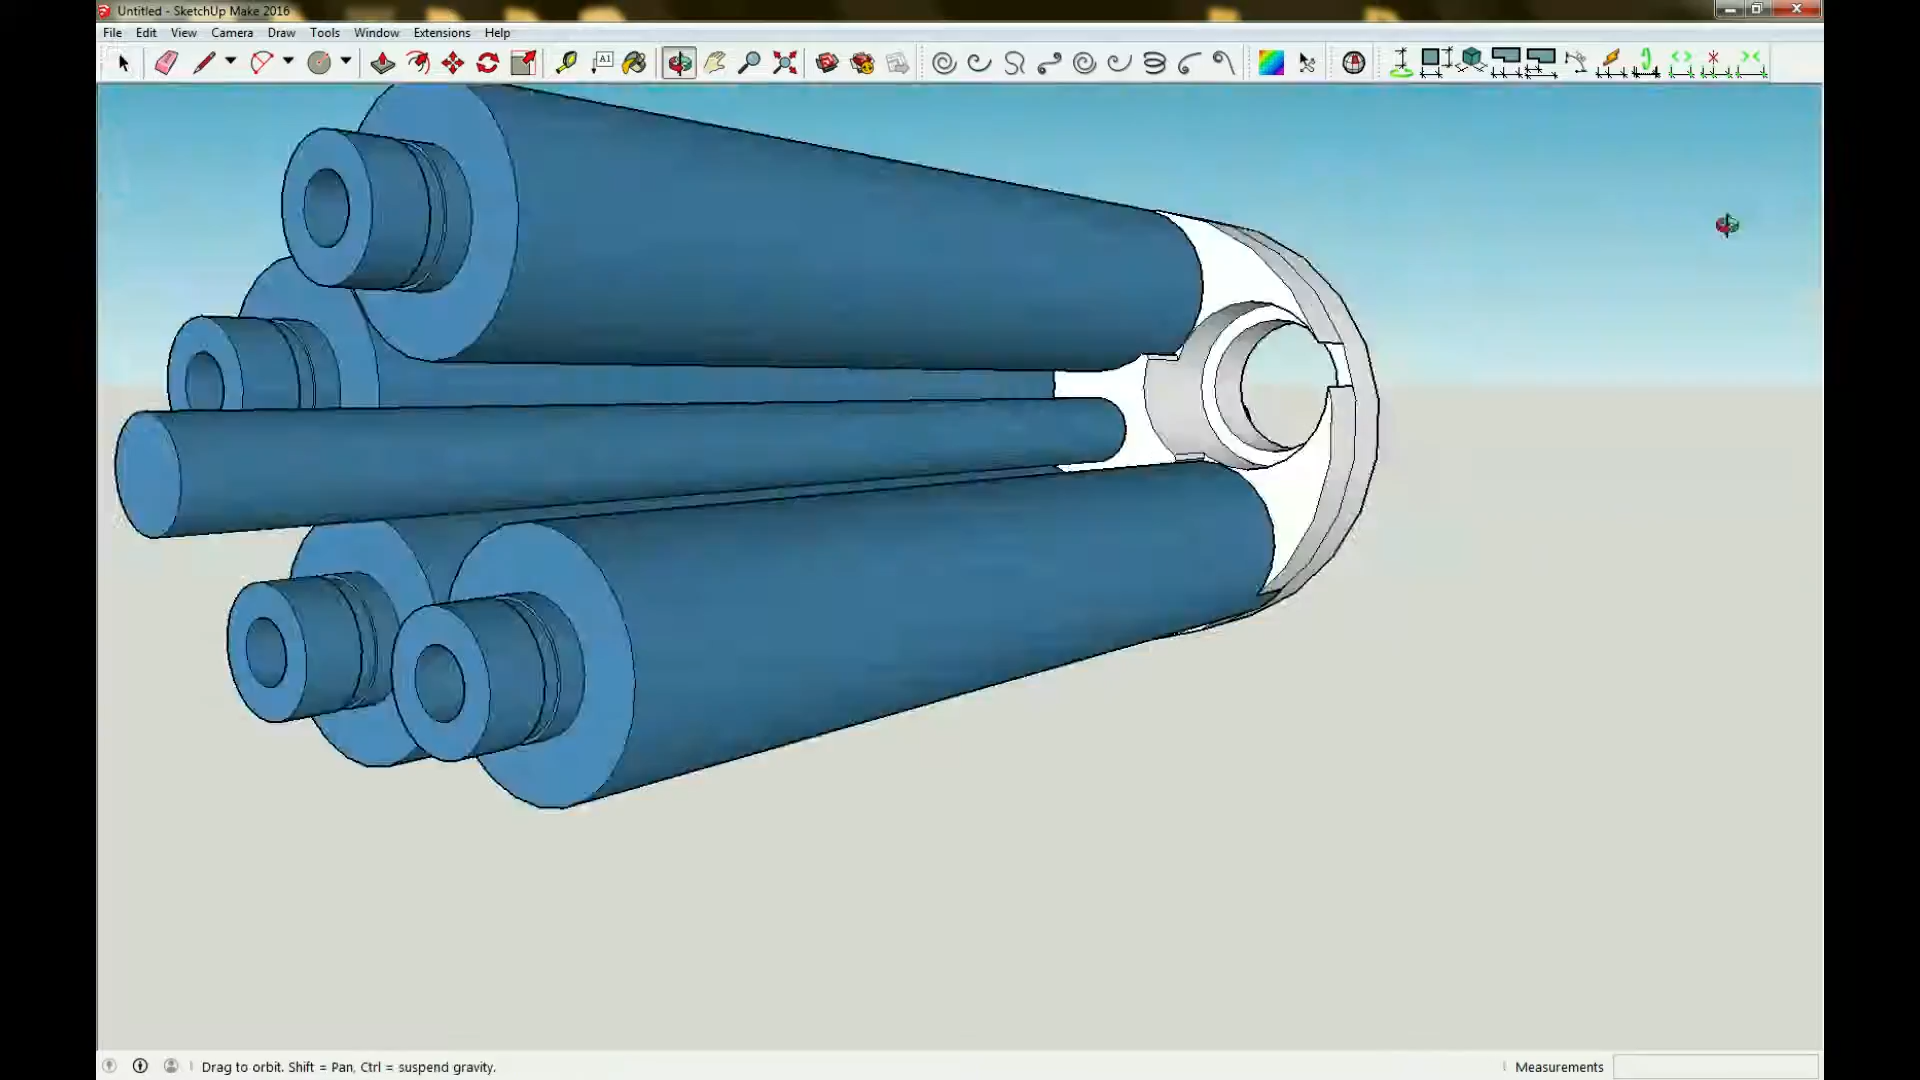 Untitled - SketchUp Make 2016
File Edit View Camera Draw Tools Window Extensions Help
A1
Drag to orbit. Shift = Pan, Ctrl = suspend gravity.
Measurements